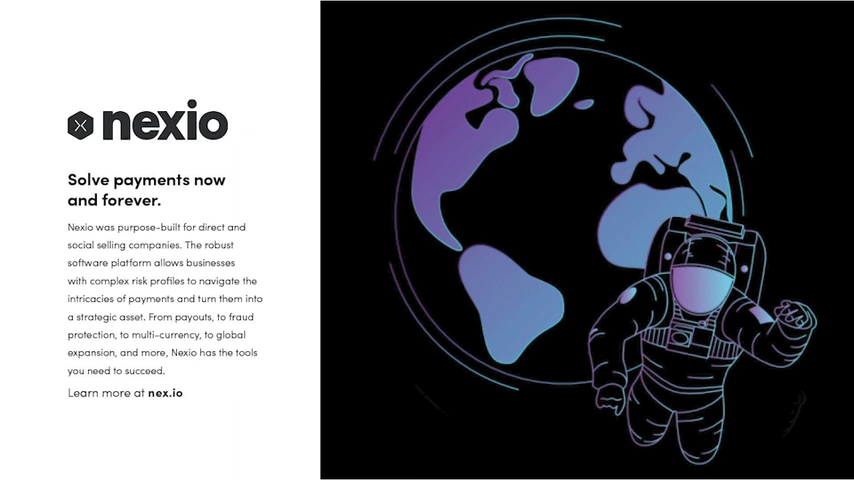 nexio
Solve payments now
and forever.
Nexio was purpose-built for direct and
social selling companies. The robust
software platform allows businesses
with complex risk profiles to navigate the
intricacies of payments and turn them into
a strategic asset. From payouts, to fraud
protection, to multi-currency, to global
expansion, and more, Nexio has the tools
you need to succeed.
Learn more at nex.io